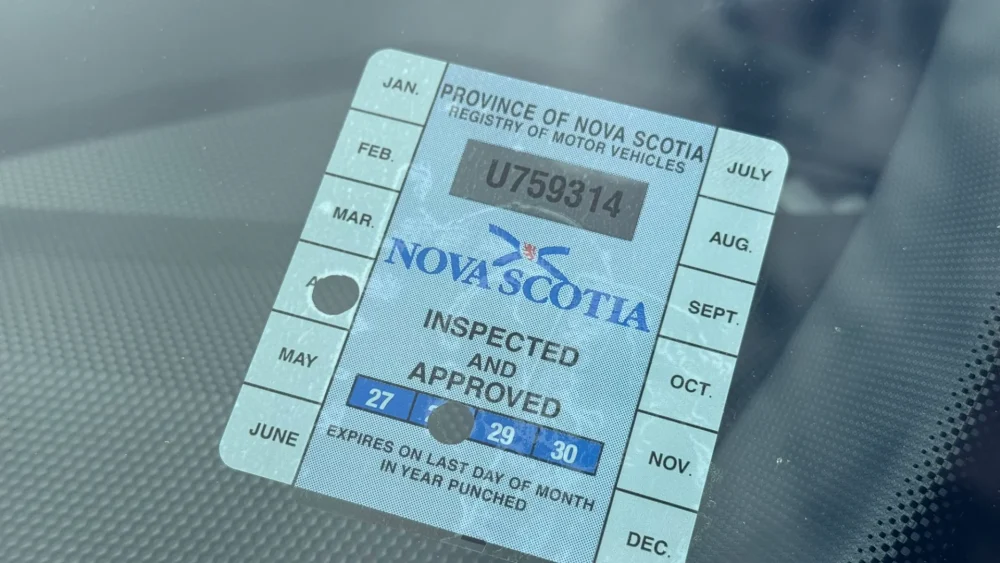 JAN.
FEB.
MAR.
MAY
JUNE
PROVINCE OF NOVA SCOTIA
REGISTRY OF MOTOR VEHICLES
U759314
NOVA SCOTIA
INSPECTED
AND
APPROVED
27 29 30
EXPIRES ON LAST DAY OF MONTH
IN YEAR PUNCHED
JULY
AUG.
SEPT.
OCT.
NOV.
DEC.